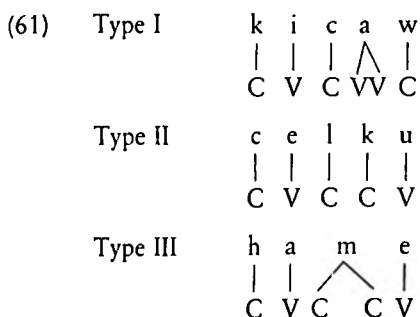 (61) Type I k i c a w
C V C VV C
Type II c e l k u
C V C C V
Type III h a m e
C V C C V